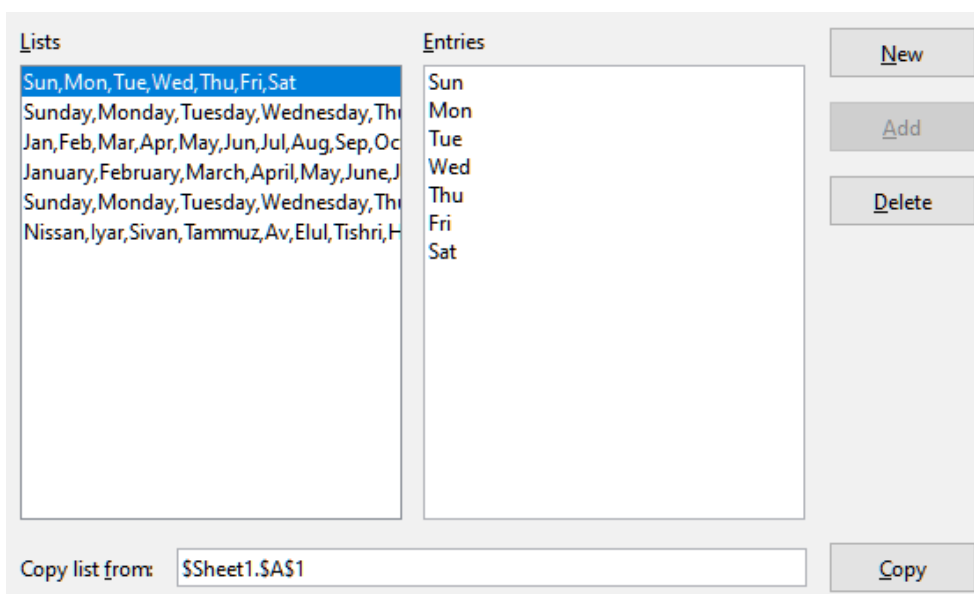 Lists
Sun,Mon,Tue,Wed,Thu,Fri,Sat
Sunday,Monday,Tuesday,Wednesday,Thu
Jan,Feb,Mar,Apr,May,Jun,Jul,Aug,Sep,Oc
January,February,March,April,May,June,J
Sunday,Monday,Tuesday,Wednesday,Thu
Nissan,Iyar,Sivan,Tammuz,Av,Elul,Tishri,H
Entries
Sun
Mon
Tue
Wed
Thu
Fri
Sat
New
Add
Delete
Copy list from: $Sheet1.$A$1
Copy